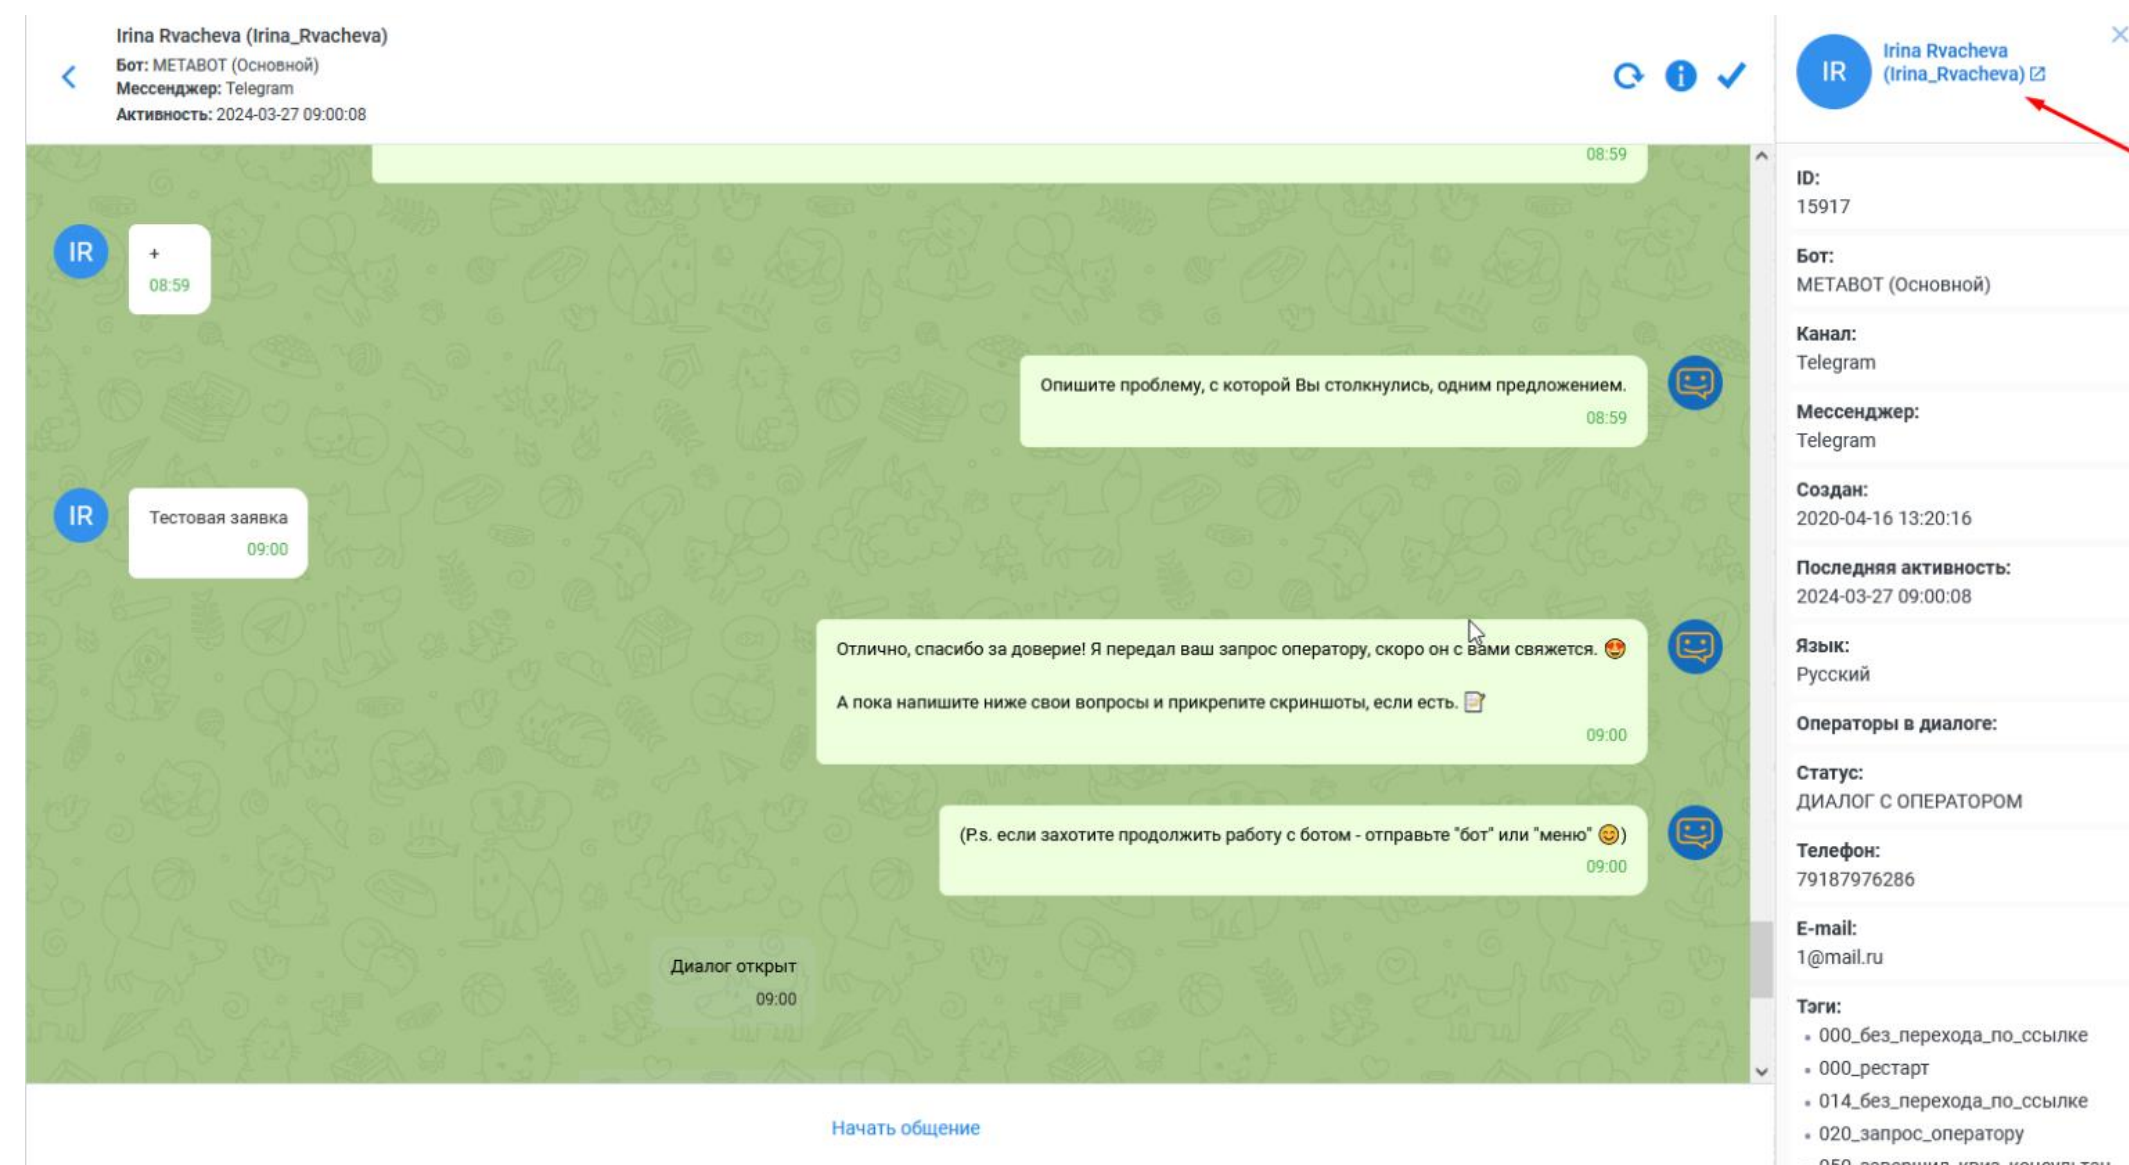 Irina Rvacheva (Irina_Rvacheva)
Бот: METABOT (Основной)
Мессенджер: Telegram
Активность: 2024-03-27 09:00:08
08:59
IR
+
08:59
Опишите проблему, с которой Вы столкнулись, одним предложением.
08:59
IR
Тестовая заявка
09:00
Отлично, спасибо за доверие! Я передал ваш запрос оператору, скоро он с вами свяжется. 😍
А пока напишите ниже свои вопросы и прикрепите скриншоты, если есть. 📝
09:00
(P.s. если захотите продолжить работу с ботом - отправьте "бот" или "меню" 😊)
09:00
Диалог открыт
09:00
Начать общение
IR
Irina Rvacheva
(Irina_Rvacheva)
ID:
15917
Бот:
METABOT (Основной)
Канал:
Telegram
Мессенджер:
Telegram
Создан:
2020-04-16 13:20:16
Последняя активность:
2024-03-27 09:00:08
Язык:
Русский
Операторы в диалоге:
Статус:
ДИАЛОГ С ОПЕРАТОРОМ
Телефон:
79187976286
E-mail:
1@mail.ru
Тэги:
000_без_перехода_по_ссылке
000_рестарт
014_без_перехода_по_ссылке
020_запрос_оператору